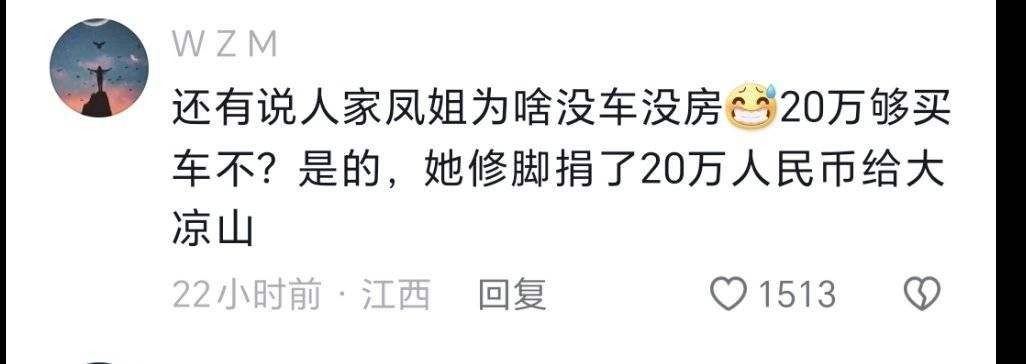 WZM
还有说人家凤姐为啥没车没房😅20万够买
车不？是的，她修脚捐了20万人民币给大
凉山
22小时前 · 江西 回复 1513